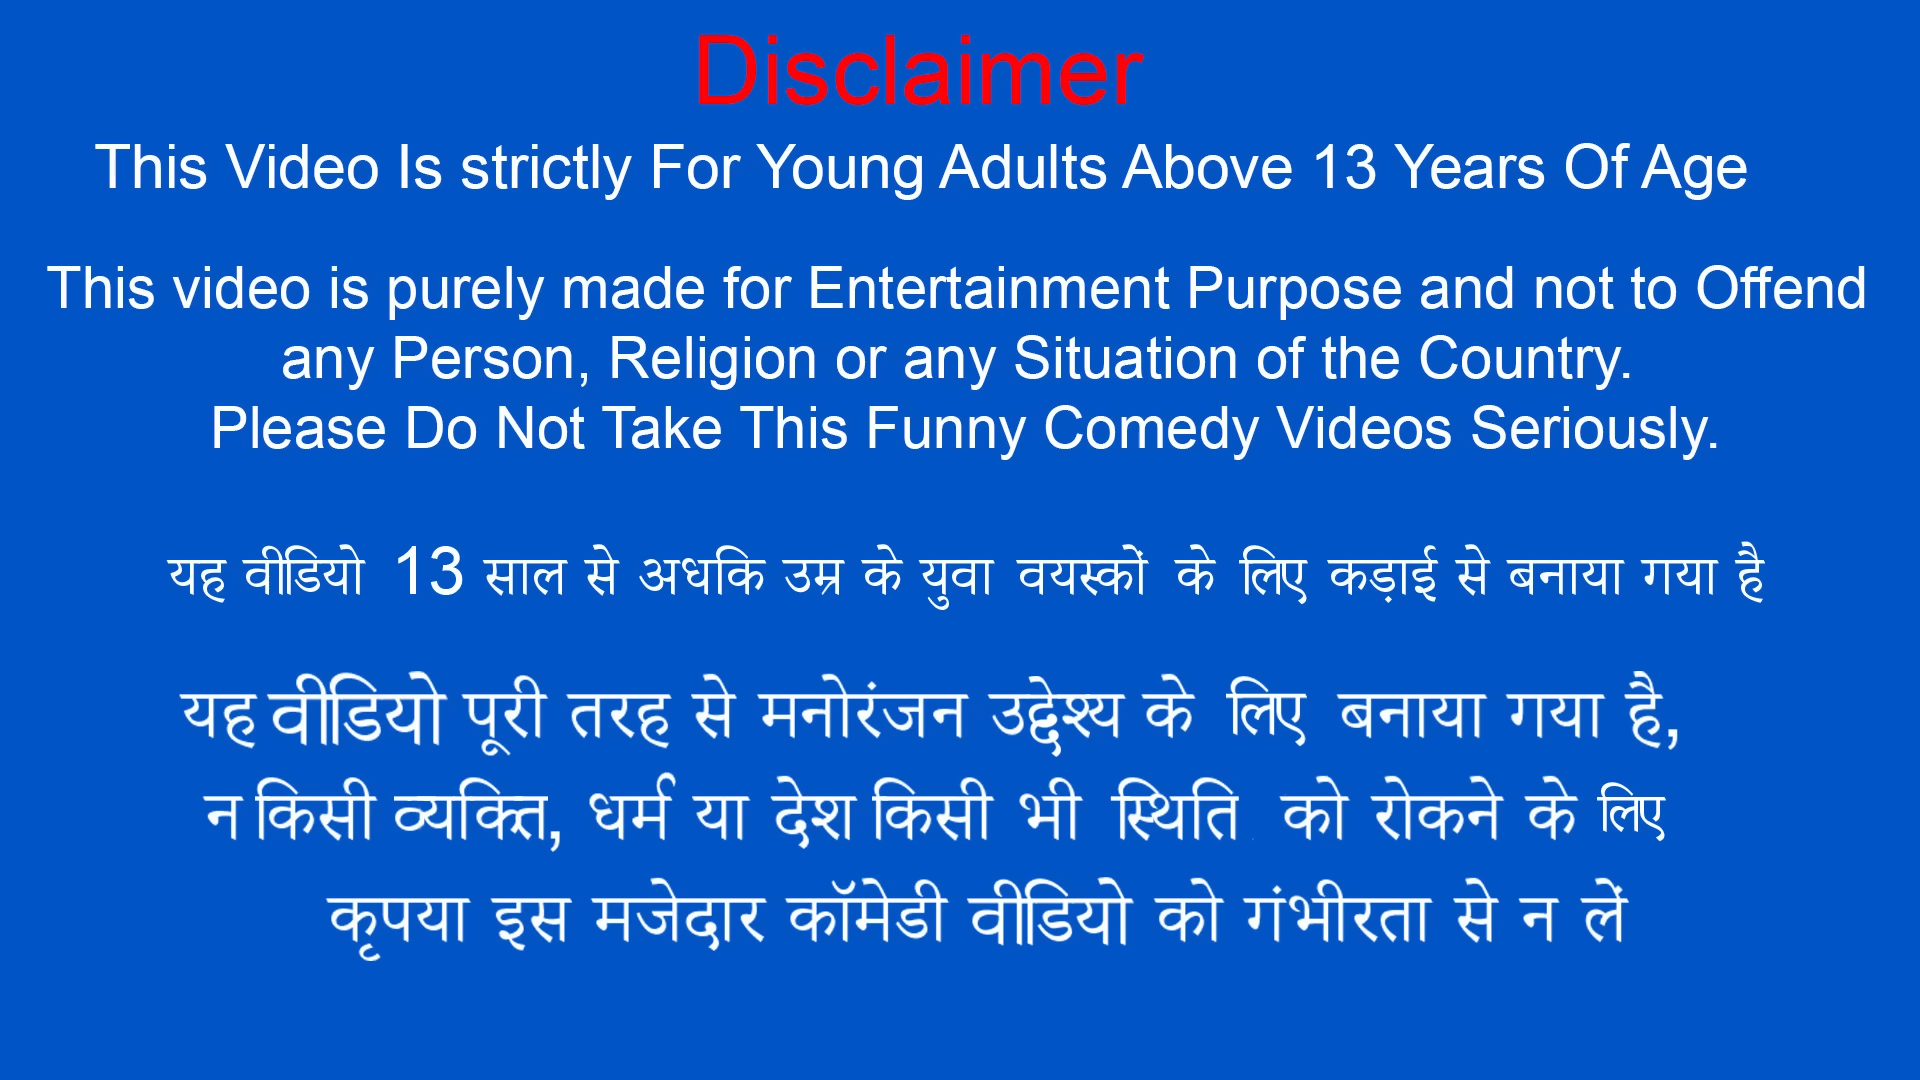 Disclaimer
This Video Is strictly For Young Adults Above 13 Years Of Age
This video is purely made for Entertainment Purpose and not to Offend
any Person, Religion or any Situation of the Country.
Please Do Not Take This Funny Comedy Videos Seriously.
यह वीडियो 13 साल से अधकि उम्र के युवा वयस्कों के लिए कड़ाई से बनाया गया है
यह वीडियो पूरी तरह से मनोरंजन उद्देश्य के लिए बनाया गया है,
न किसी व्यक्ति, धर्म या देश किसी भी स्थिति को रोकने के लिए
कृपया इस मजेदार कॉमेडी वीडियो को गंभीरता से न लें